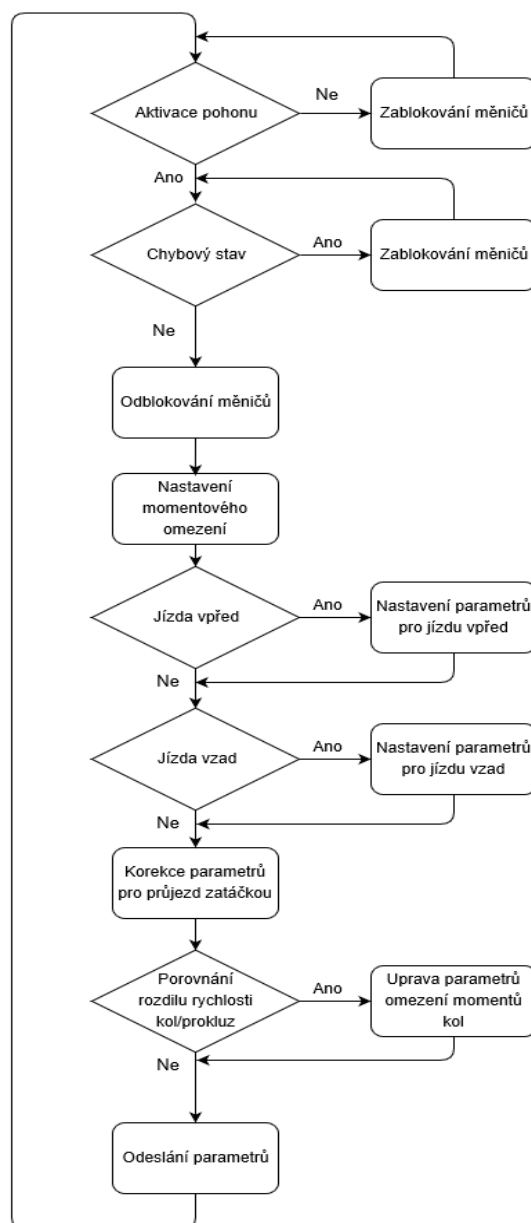 Aktivace pohonu
Ne
Zablokování měničů
Ano
Chybový stav
Ano
Zablokování měničů
Ne
Odblokování měničů
Nastavení
momentového
omezení
Jízda vpřed
Ano
Nastavení parametrů
pro jízdu vpřed
Ne
Jízda vzad
Ano
Nastavení parametrů
pro jízdu vzad
Ne
Korekce parametrů
pro průjezd zatáčkou
Porovnání
rozdilu rychlosti
kol/prokluz
Ano
Uprava parametrů
omezení momentů
kol
Ne
Odeslání parametrů